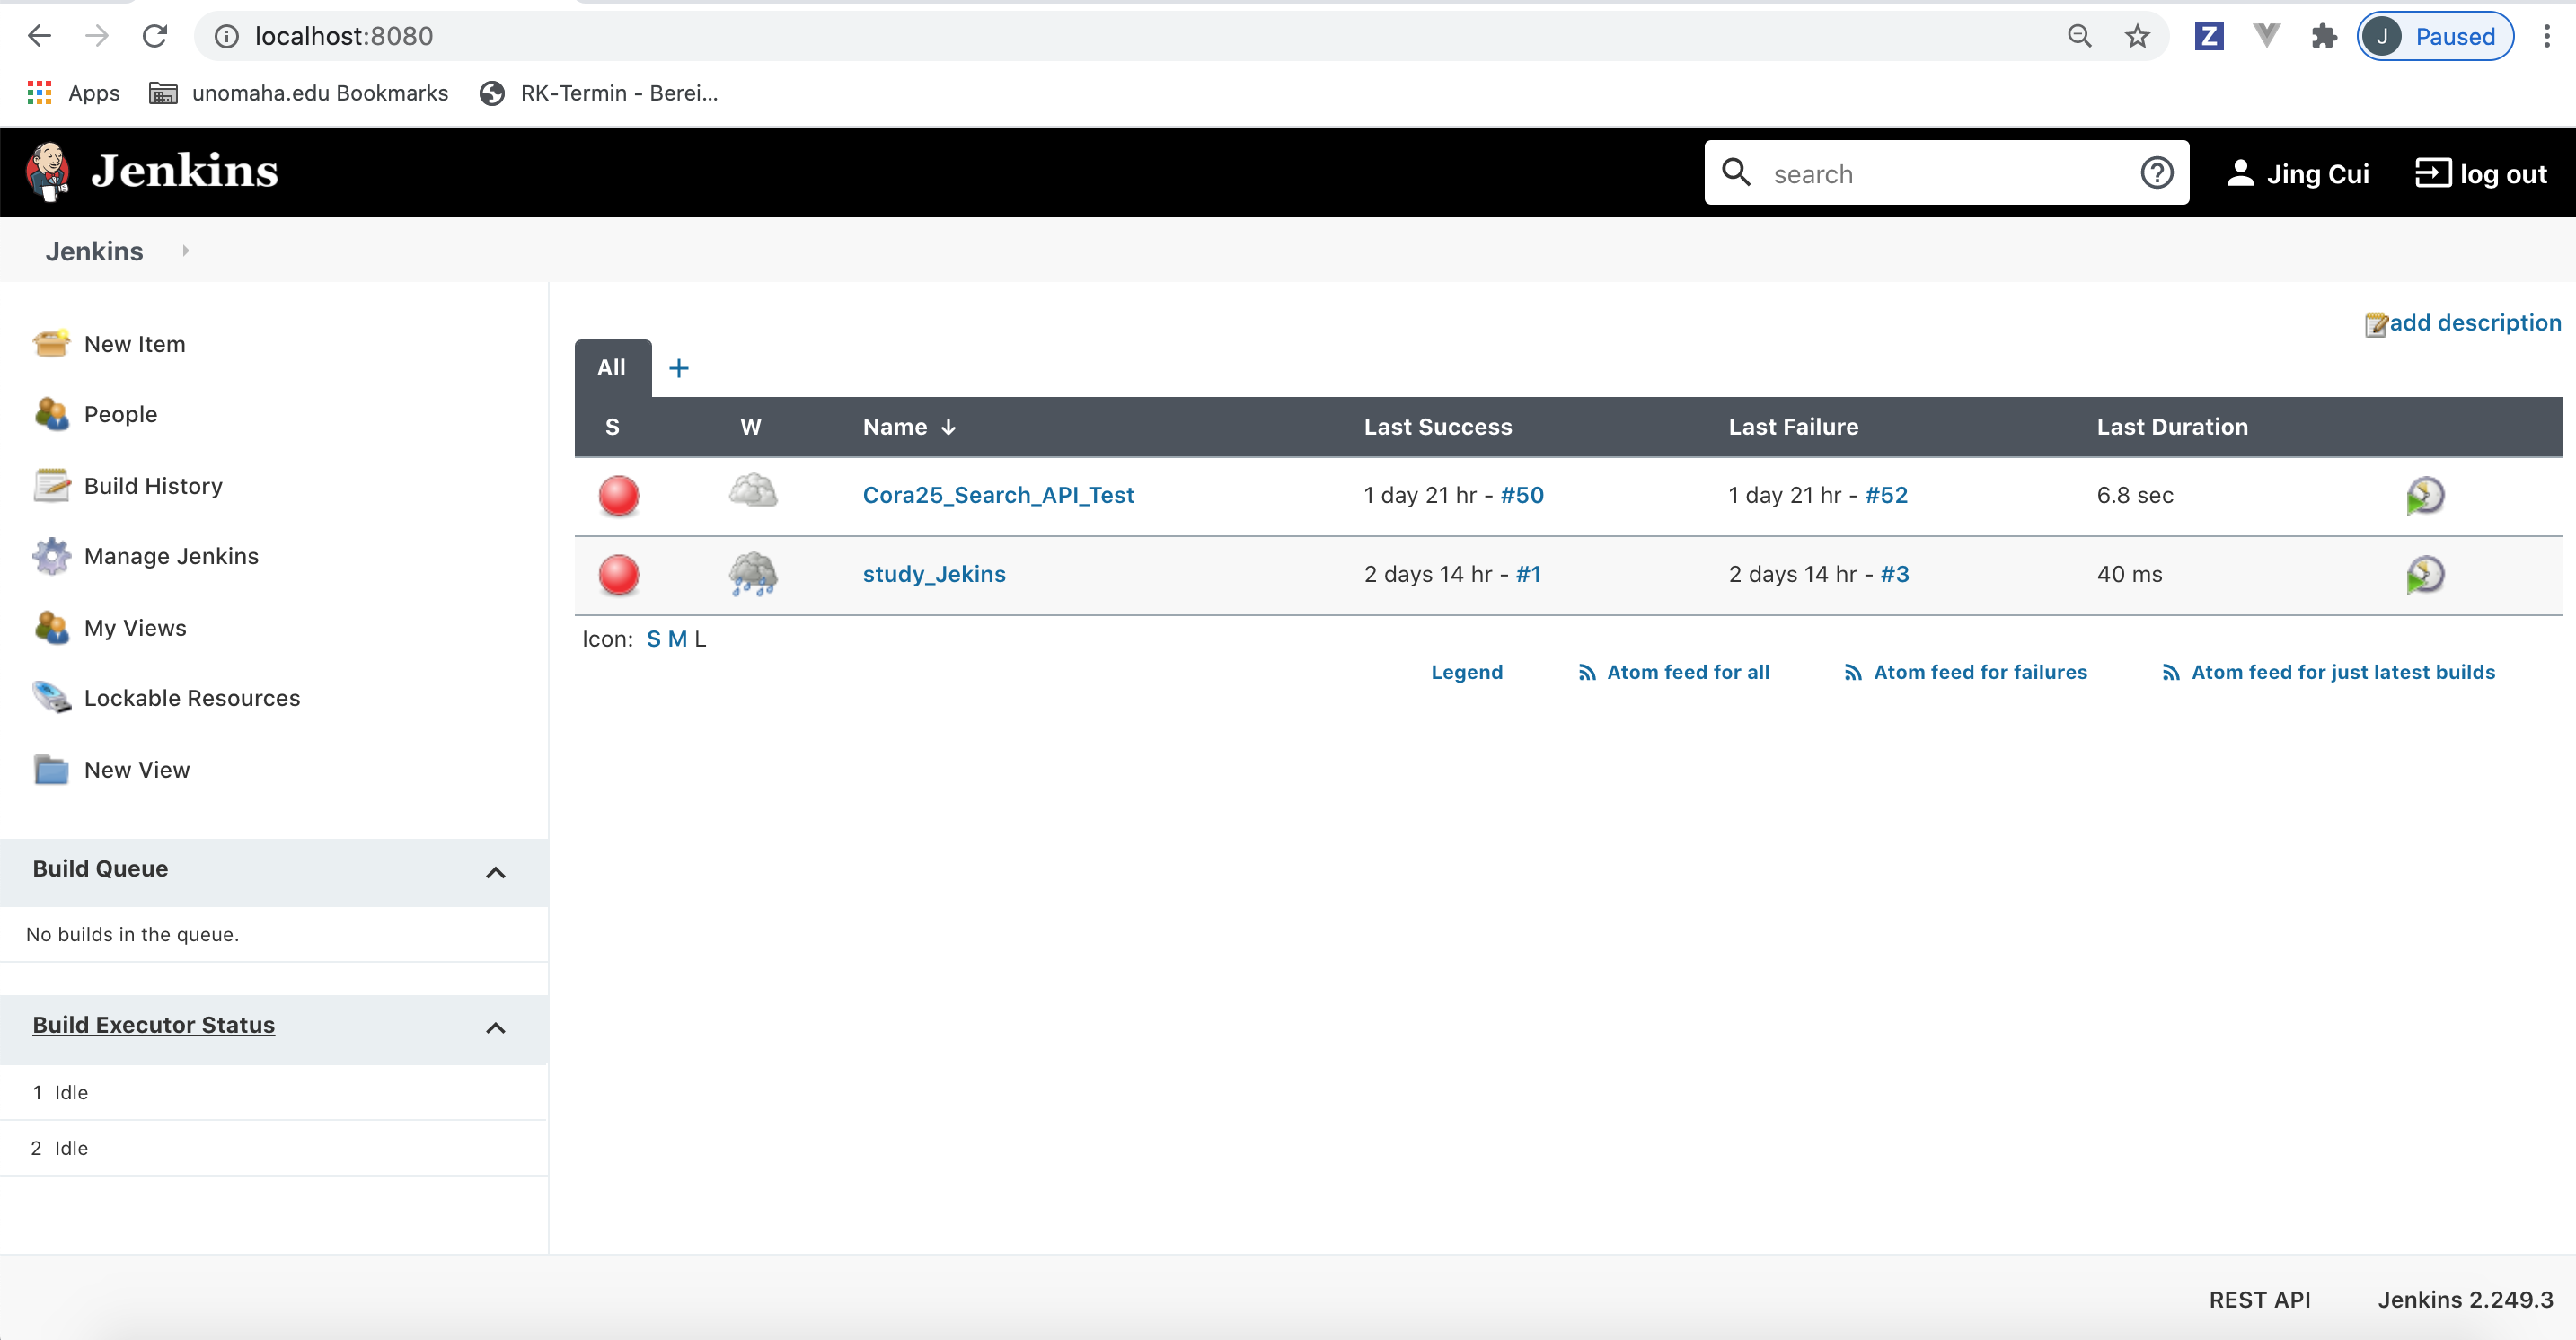 localhost:8080
Z
J Paused
Apps unomaha.edu Bookmarks RK-Termin - Berei...
Jenkins
search
Jing Cui
log out
Jenkins
New Item
People
Build History
Manage Jenkins
My Views
Lockable Resources
New View
Build Queue
No builds in the queue.
Build Executor Status
1 Idle
2 Idle
add description
All +
S W Name ↓ Last Success Last Failure Last Duration
Cora25_Search_API_Test 1 day 21 hr - #50 1 day 21 hr - #52 6.8 sec
study_Jekins 2 days 14 hr - #1 2 days 14 hr - #3 40 ms
Icon: S M L
Legend Atom feed for all Atom feed for failures Atom feed for just latest builds
REST API Jenkins 2.249.3